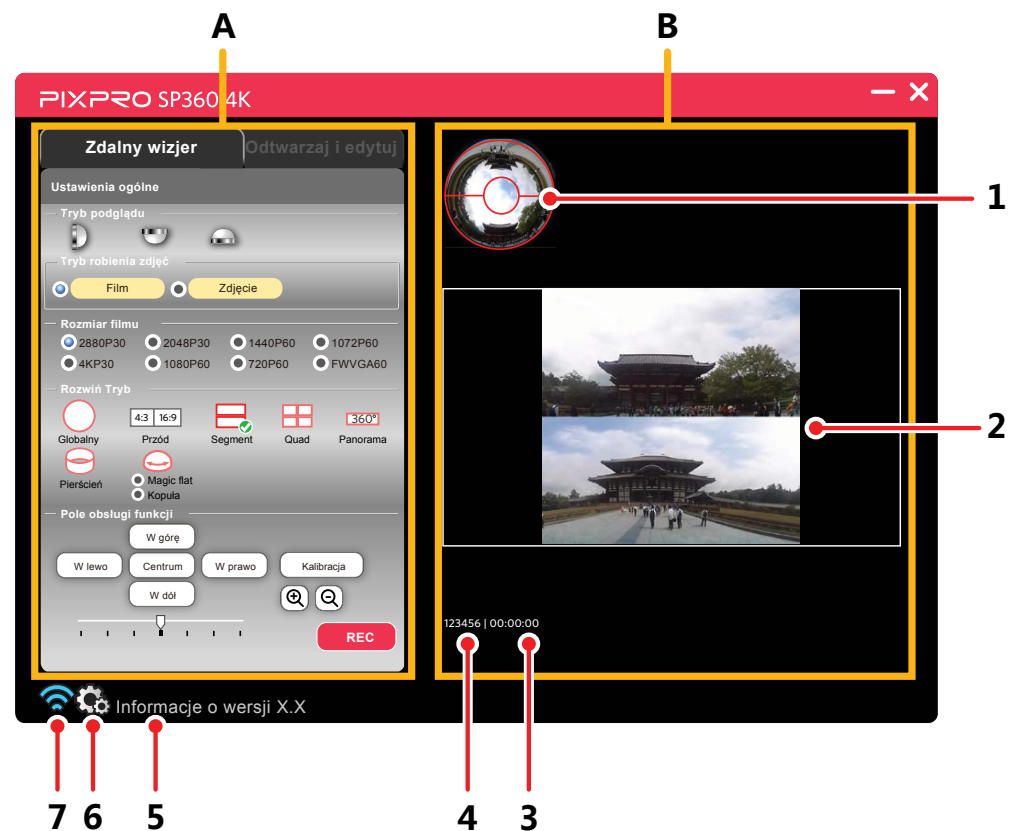 A
B
PIXPRO SP360 4K
Zdalny wizjer
Odtwarzaj i edytuj
Ustawienia ogólne
Tryb podglądu
Tryb robienia zdjęć
Film
Zdjęcie
Rozmiar filmu
2880P30 2048P30 1440P60 1072P60
4KP30 1080P60 720P60 FWVGA60
Rozwiń Tryb
4:3 16:9
360°
Globalny Przód Segment Quad Panorama
Pierścień
Magic flat
Kopuła
Pole obsługi funkcji
W górę
W lewo Centrum W prawo Kalibracja
W dół
REC
1
2
123456 | 00:00:00
Informacje o wersji X.X
7 6 5 4 3